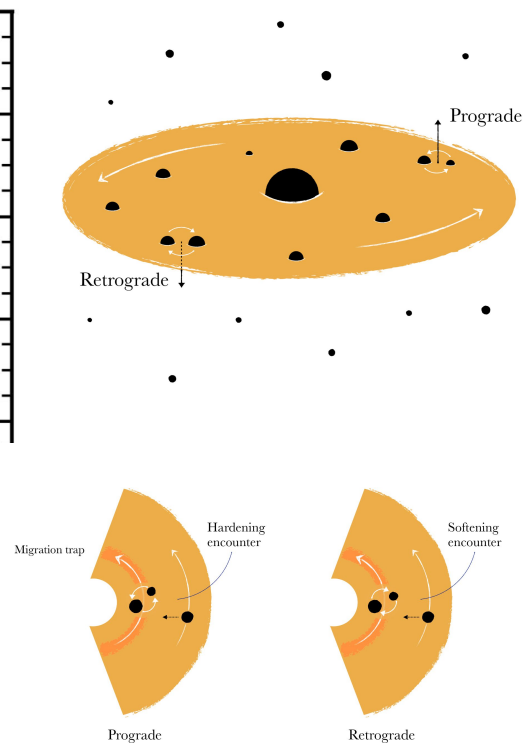 Prograde
Retrograde
Hardening
encounter
Migration trap
Softening
encounter
Prograde
Retrograde